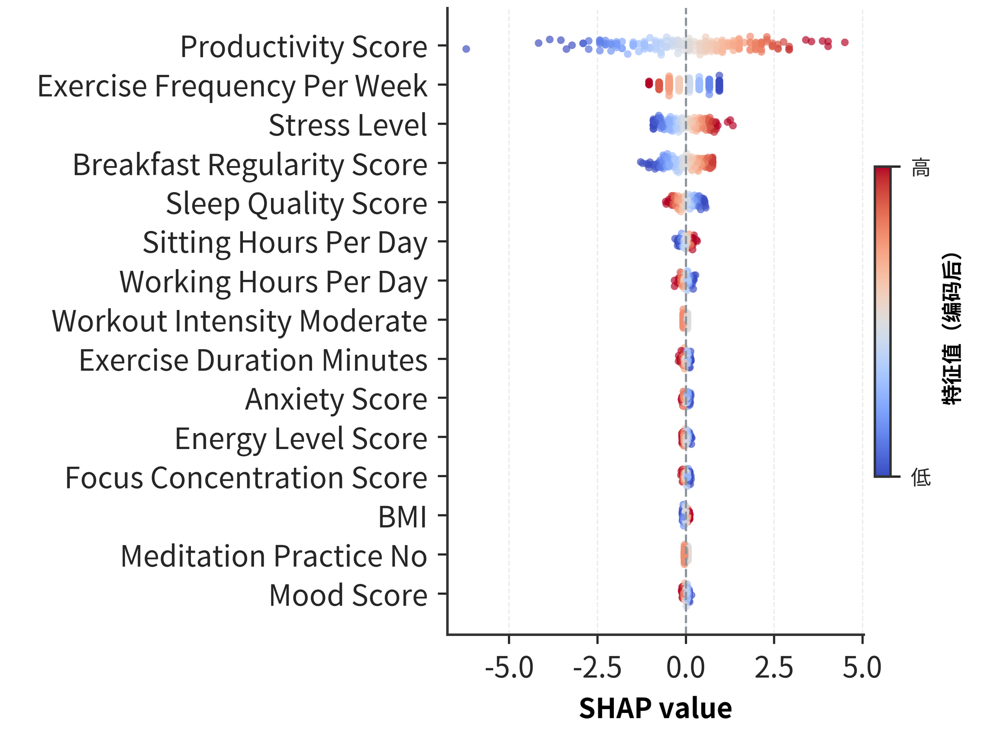 Productivity Score
Exercise Frequency Per Week
Stress Level
Breakfast Regularity Score
Sleep Quality Score
Sitting Hours Per Day
Working Hours Per Day
Workout Intensity Moderate
Exercise Duration Minutes
Anxiety Score
Energy Level Score
Focus Concentration Score
BMI
Meditation Practice No
Mood Score
-5.0 -2.5 0.0 2.5 5.0
SHAP value
高
特征值（编码后）
低